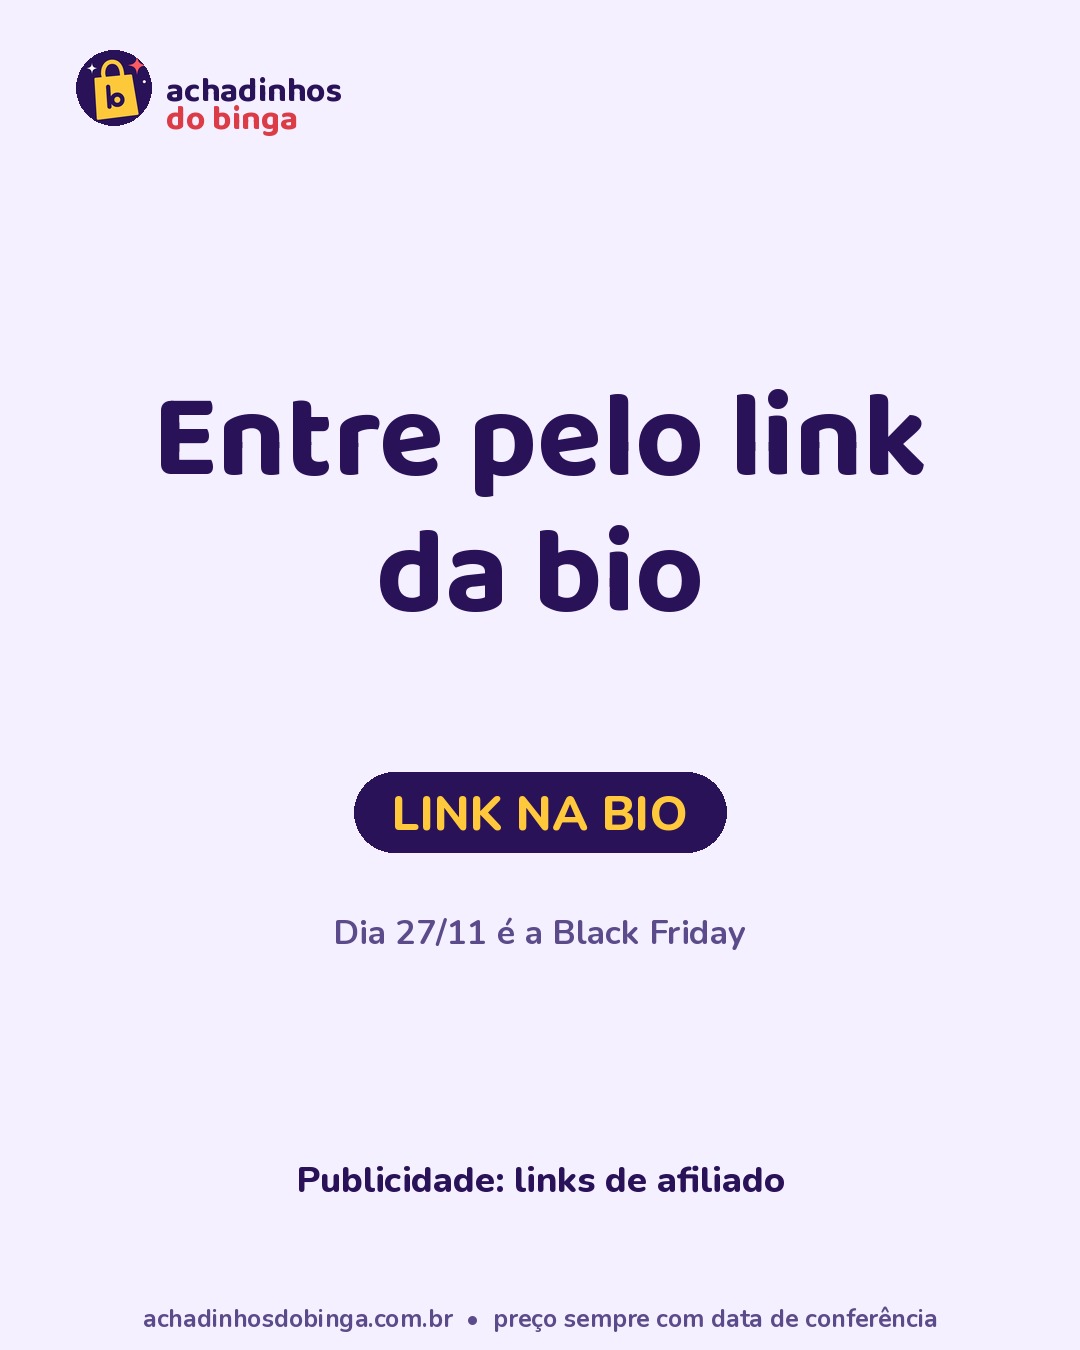 b
achadinhos
do binga
Entre pelo link
da bio
LINK NA BIO
Dia 27/11 é a Black Friday
Publicidade: links de afiliado
achadinhosdobinga.com.br • preço sempre com data de conferência